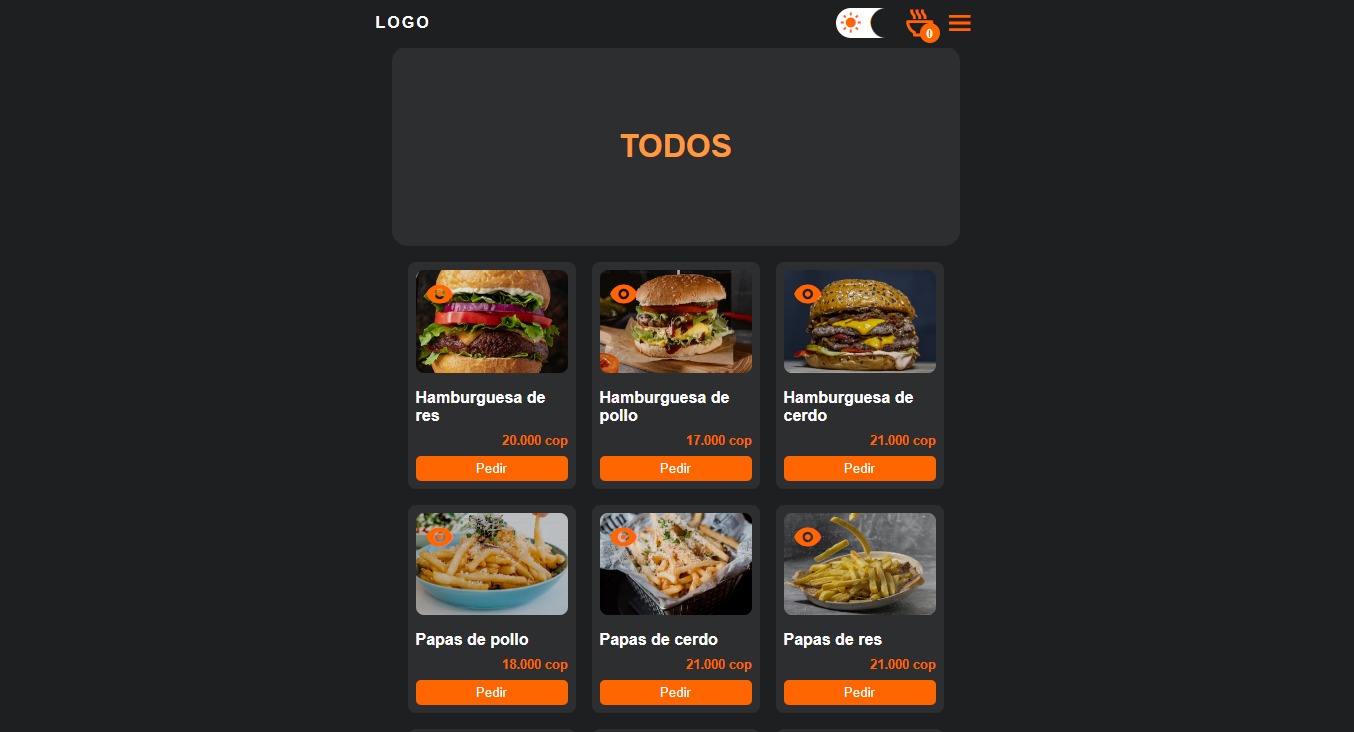 LOGO
0
TODOS
Hamburguesa de
res
20.000 cop
Pedir
Hamburguesa de
pollo
17.000 cop
Pedir
Hamburguesa de
cerdo
21.000 cop
Pedir
Papas de pollo
18.000 cop
Pedir
Papas de cerdo
21.000 cop
Pedir
Papas de res
21.000 cop
Pedir